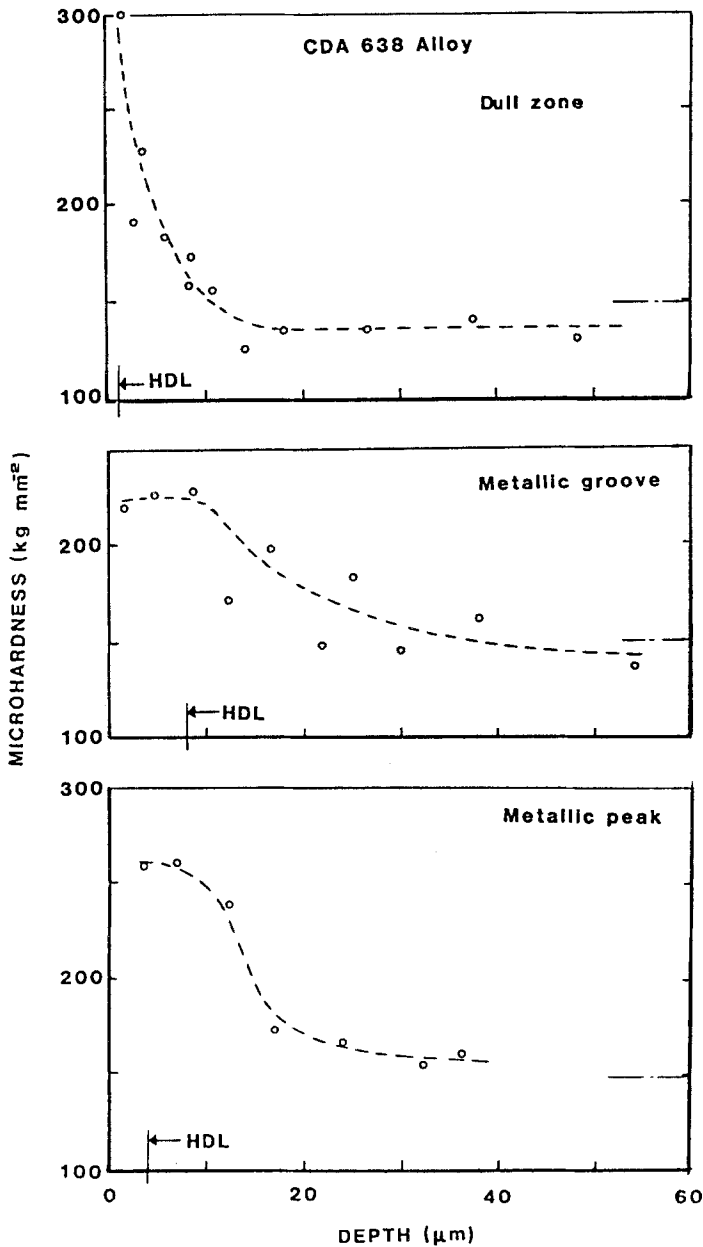 300
CDA 638 Alloy
Dull zone
200
HDL
100
Metallic groove
200
HDL
100
MICROHARDNESS (kg mm⁻²)
300
Metallic peak
200
HDL
100
0 20 40 60
DEPTH (μm)